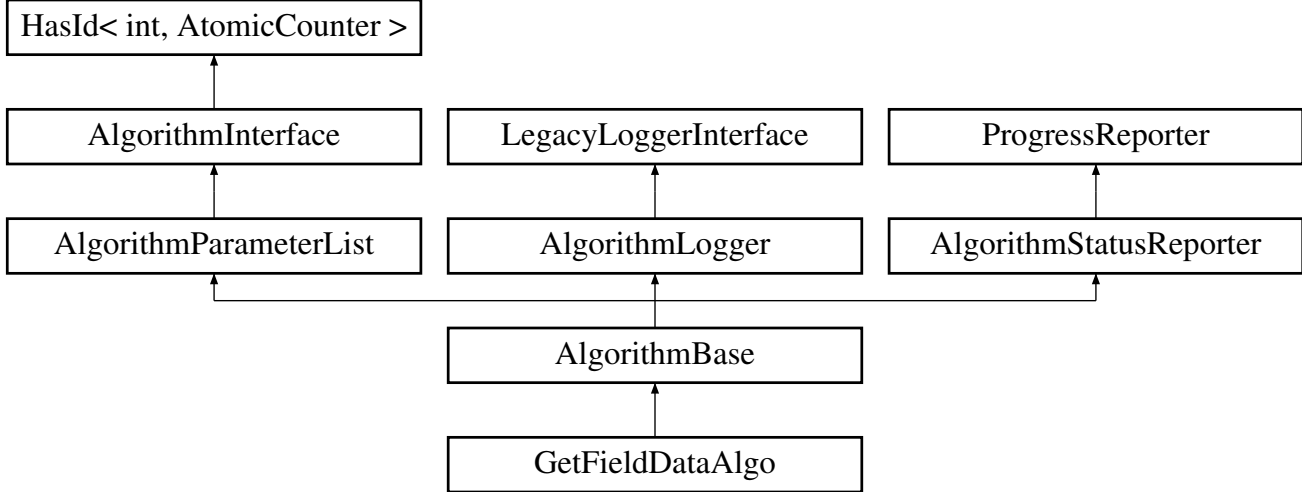 HasId< int, AtomicCounter >
AlgorithmInterface
LegacyLoggerInterface
ProgressReporter
AlgorithmParameterList
AlgorithmLogger
AlgorithmStatusReporter
AlgorithmBase
GetFieldDataAlgo